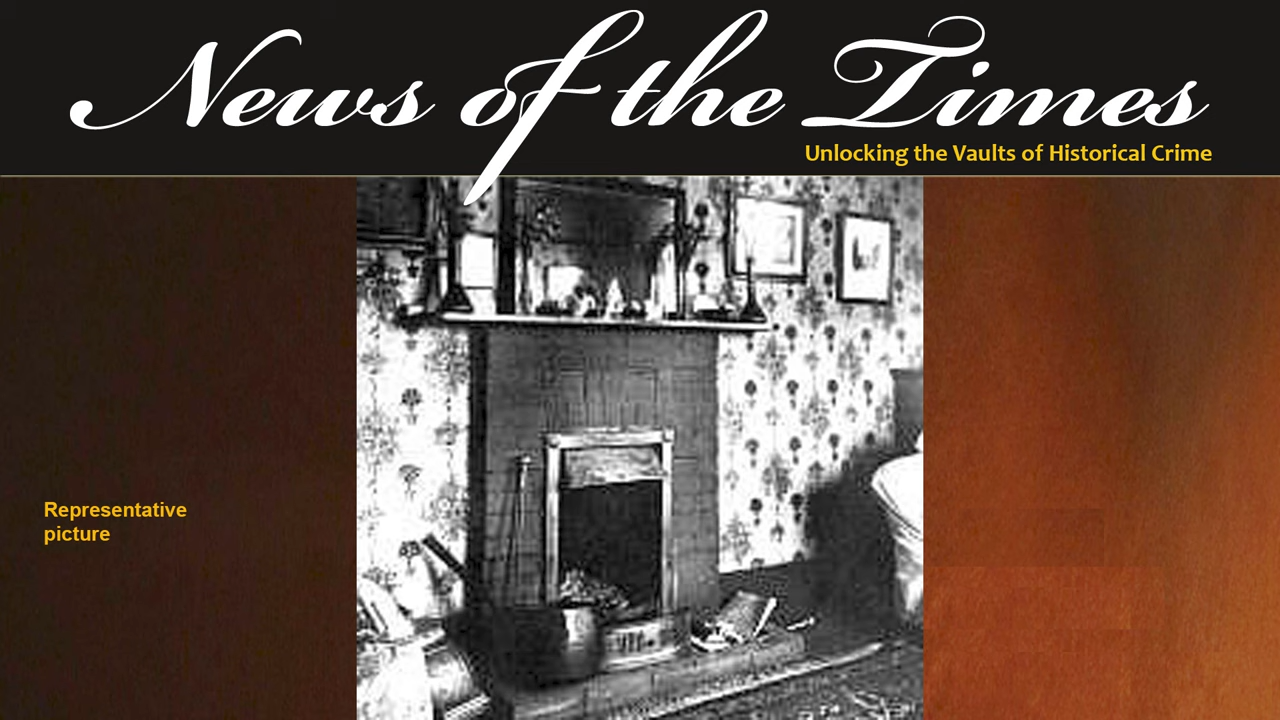 News of the Times
Unlocking the Vaults of Historical Crime
Representative
picture